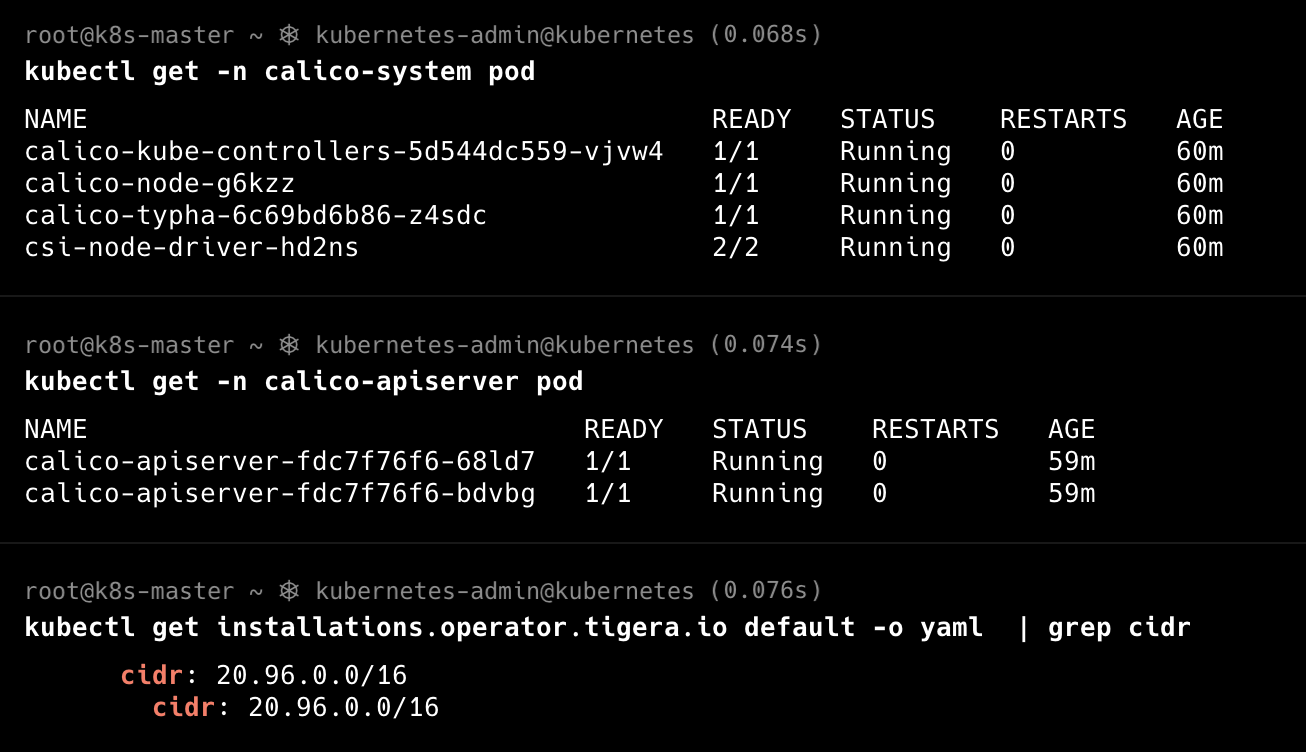 root@k8s-master ~ ⎈ kubernetes-admin@kubernetes (0.068s)
kubectl get -n calico-system pod
NAME                                       READY   STATUS    RESTARTS   AGE
calico-kube-controllers-5d544dc559-vjvw4   1/1     Running   0          60m
calico-node-g6kzz                          1/1     Running   0          60m
calico-typha-6c69bd6b86-z4sdc              1/1     Running   0          60m
csi-node-driver-hd2ns                      2/2     Running   0          60m
root@k8s-master ~ ⎈ kubernetes-admin@kubernetes (0.074s)
kubectl get -n calico-apiserver pod
NAME                               READY   STATUS    RESTARTS   AGE
calico-apiserver-fdc7f76f6-68ld7   1/1     Running   0          59m
calico-apiserver-fdc7f76f6-bdvbg   1/1     Running   0          59m
root@k8s-master ~ ⎈ kubernetes-admin@kubernetes (0.076s)
kubectl get installations.operator.tigera.io default -o yaml  | grep cidr
      cidr: 20.96.0.0/16
        cidr: 20.96.0.0/16